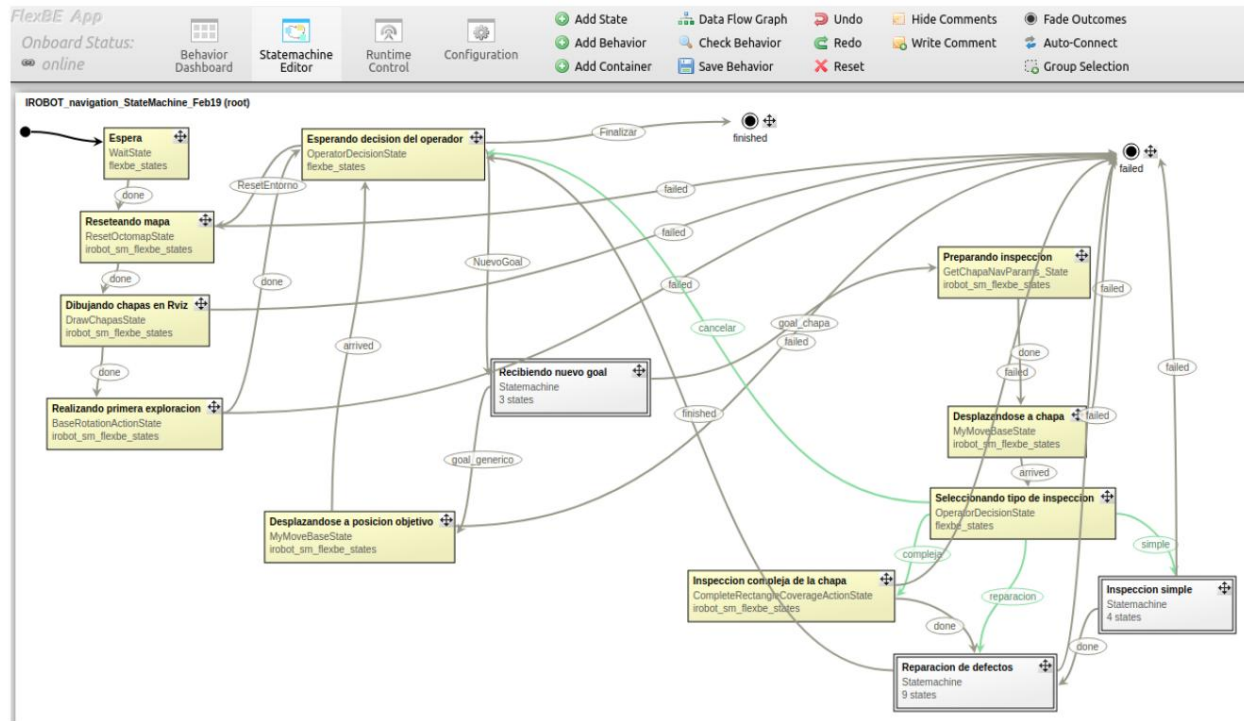 FlexBE App
Onboard Status:
online
Behavior
Dashboard
Statemachine
Editor
Runtime
Control
Configuration
Add State
Add Behavior
Add Container
Data Flow Graph
Check Behavior
Save Behavior
Undo
Redo
Reset
Hide Comments
Write Comment
Fade Outcomes
Auto-Connect
Group Selection
IROBOT_navigation_StateMachine_Feb19 (root)
Espera
WaitState
flexbe_states
done
Esperando decision del operador
OperatorDecisionState
flexbe_states
Finalizar
finished
failed
ResetEntorno
failed
Reseteando mapa
ResetOctomapState
irobot_sm_flexbe_states
done
failed
NuevoGoal
Preparando inspeccion
GetChapaNavParams_State
irobot_sm_flexbe_states
failed
Dibujando chapas en Rviz
DrawChapasState
irobot_sm_flexbe_states
done
failed
cancelar
goal_chapa
failed
arrived
done
failed
failed
done
Recibiendo nuevo goal
Statemachine
3 states
Realizando primera exploracion
BaseRotationActionState
irobot_sm_flexbe_states
finished
Desplazandose a chapa
MyMoveBaseState
irobot_sm_flexbe_states
failed
goal_generico
arrived
Seleccionando tipo de inspeccion
OperatorDecisionState
flexbe_states
Desplazandose a posicion objetivo
MyMoveBaseState
irobot_sm_flexbe_states
compleja
simple
Inspeccion compleja de la chapa
CompleteRectangleCoverageActionState
irobot_sm_flexbe_states
reparacion
Inspeccion simple
Statemachine
4 states
done
done
Reparacion de defectos
Statemachine
9 states